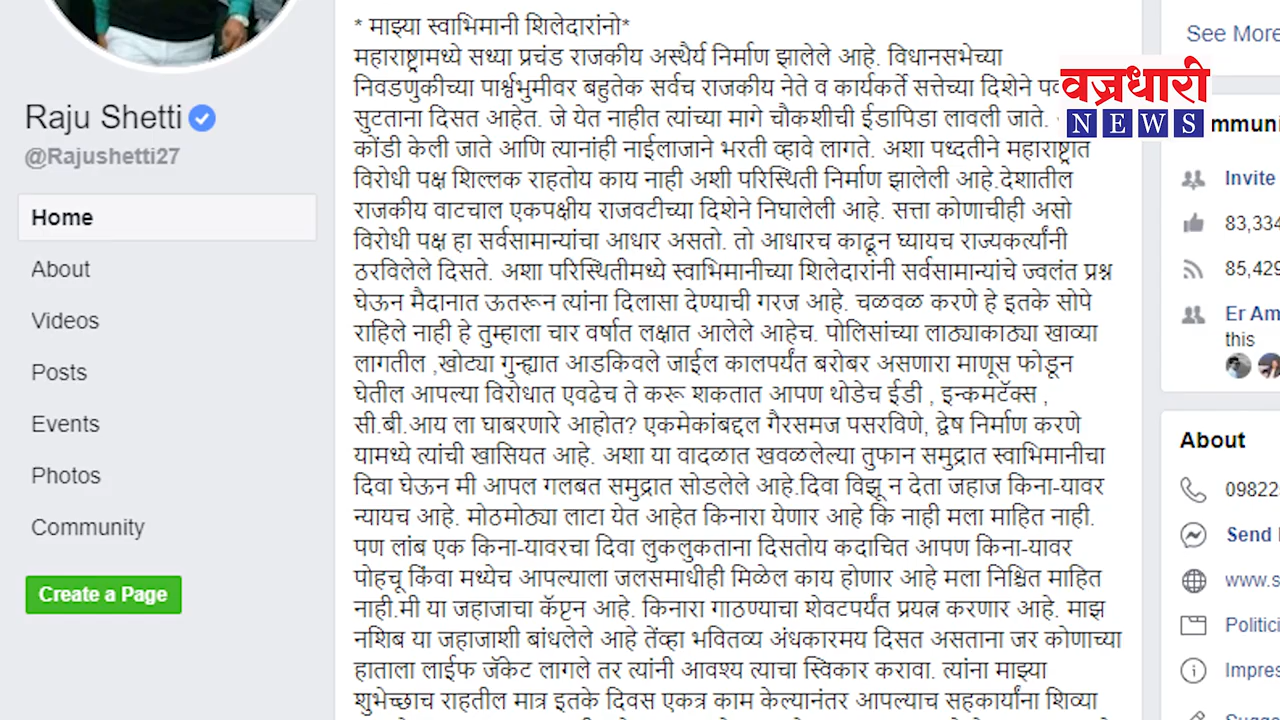 * माझ्या स्वाभिमानी शिलेदारांनो*
महाराष्ट्रामध्ये सध्या प्रचंड राजकीय अस्थैर्य निर्माण झालेले आहे. विधानसभेच्या
निवडणुकीच्या पार्श्वभुमीवर बहुतेक सर्वच राजकीय नेते व कार्यकर्ते सत्तेच्या दिशेने
सुटताना दिसत आहेत. जे येत नाहीत त्यांच्या मागे चौकशीची ईडापिडा लावली जाते.
कोंडी केली जाते आणि त्यानांही नाईलाजाने भरती व्हावे लागते. अशा पध्दतीने महाराष्ट्रात
विरोधी पक्ष शिल्लक राहतोय काय नाही अशी परिस्थिती निर्माण झालेली आहे.देशातील
राजकीय वाटचाल एकपक्षीय राजवटीच्या दिशेने निघालेली आहे. सत्ता कोणाचीही असो
विरोधी पक्ष हा सर्वसामान्यांचा आधार असतो. तो आधारच काढून घ्यायच राज्यकर्त्यांनी
ठरविलेले दिसते. अशा परिस्थितीमध्ये स्वाभिमानीच्या शिलेदारांनी सर्वसामान्यांचे ज्वलंत प्रश्न
घेऊन मैदानात ऊतरून त्यांना दिलासा देण्याची गरज आहे. चळवळ करणे हे इतके सोपे
राहिले नाही हे तुम्हाला चार वर्षात लक्षात आलेले आहेच. पोलिसांच्या लाठ्याकाठ्या खाव्या
लागतील ,खोट्या गुन्ह्यात आडकिवले जाईल कालपर्यंत बरोबर असणारा माणूस फोडून
घेतील आपल्या विरोधात एवढेच ते करू शकतात आपण थोडेच ईडी , इन्कमटॅक्स ,
सी.बी.आय ला घाबरणारे आहोत? एकमेकांबद्दल गैरसमज पसरविणे, द्वेष निर्माण करणे
यामध्ये त्यांची खासियत आहे. अशा या वादळात खवळलेल्या तुफान समुद्रात स्वाभिमानीचा
दिवा घेऊन मी आपल गलबत समुद्रात सोडलेले आहे.दिवा विझू न देता जहाज किना-यावर
न्यायच आहे. मोठमोठ्या लाटा येत आहेत किनारा येणार आहे कि नाही मला माहित नाही.
पण लांब एक किना-यावरचा दिवा लुकलुकताना दिसतोय कदाचित आपण किना-यावर
पोहचू किंवा मध्येच आपल्याला जलसमाधीही मिळेल काय होणार आहे मला निश्चित माहित
नाही.मी या जहाजाचा कॅप्टन आहे. किनारा गाठण्याचा शेवटपर्यंत प्रयत्न करणार आहे. माझ
नशिब या जहाजाशी बांधलेले आहे तेंव्हा भवितव्य अंधकारमय दिसत असताना जर कोणाच्या
हाताला लाईफ जॅकेट लागले तर त्यांनी आवश्य त्याचा स्विकार करावा. त्यांना माझ्या
शुभेच्छाच राहतील मात्र इतके दिवस एकत्र काम केल्यानंतर आपल्याच सहकार्यांना शिव्या
Raju Shetti
@Rajushetti27
Home
About
Videos
Posts
Events
Photos
Community
Create a Page
See More
वज्रधारी
NEWS
Invite
83,334
85,429
Er Am
this
About
09822
Send
www.s